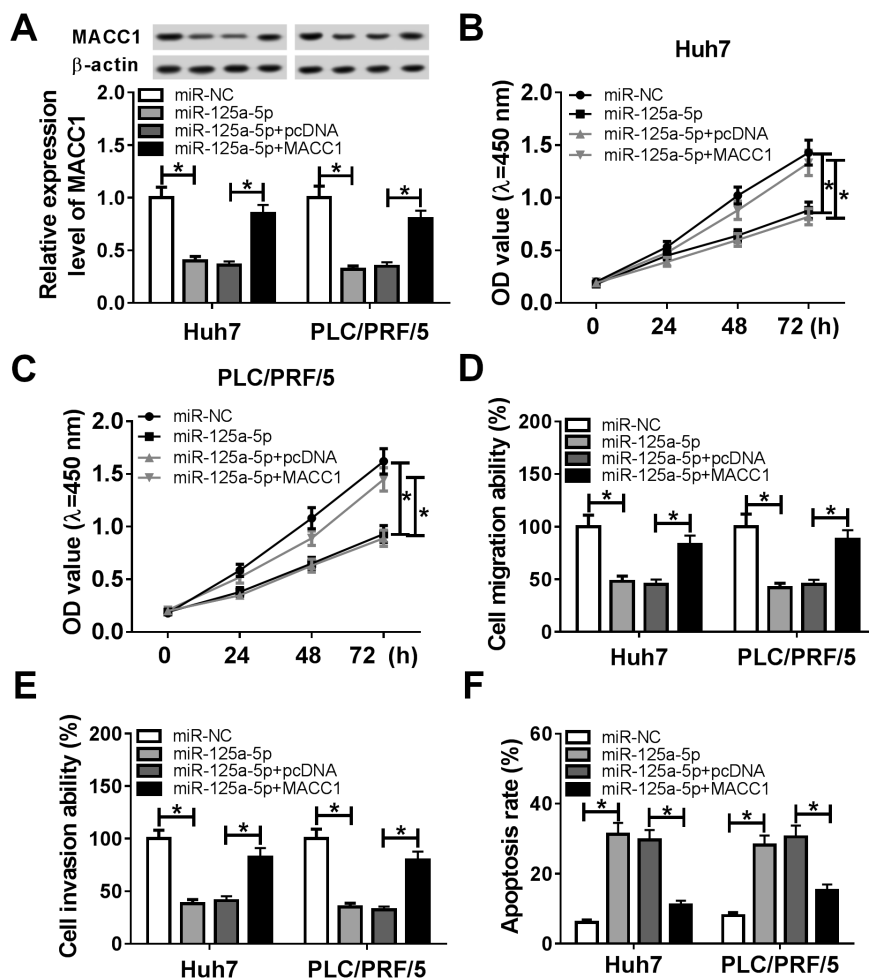 A
MACC1
β-actin
miR-NC
miR-125a-5p
miR-125a-5p+pcDNA
miR-125a-5p+MACC1
Relative expression
level of MACC1
2.0
1.5
1.0
0.5
0.0
* * * *
Huh7 PLC/PRF/5
B
Huh7
miR-NC
miR-125a-5p
miR-125a-5p+pcDNA
miR-125a-5p+MACC1
OD value (λ=450 nm)
2.0
1.5
1.0
0.5
0.0
* *
0 24 48 72 (h)
C
PLC/PRF/5
miR-NC
miR-125a-5p
miR-125a-5p+pcDNA
miR-125a-5p+MACC1
OD value (λ=450 nm)
2.0
1.5
1.0
0.5
0.0
* *
0 24 48 72 (h)
D
miR-NC
miR-125a-5p
miR-125a-5p+pcDNA
miR-125a-5p+MACC1
Cell migration ability (%)
200
150
100
50
0
* * * *
Huh7 PLC/PRF/5
E
miR-NC
miR-125a-5p
miR-125a-5p+pcDNA
miR-125a-5p+MACC1
Cell invasion ability (%)
200
150
100
50
0
* * * *
Huh7 PLC/PRF/5
F
miR-NC
miR-125a-5p
miR-125a-5p+pcDNA
miR-125a-5p+MACC1
Apoptosis rate (%)
60
40
20
0
* * * *
Huh7 PLC/PRF/5